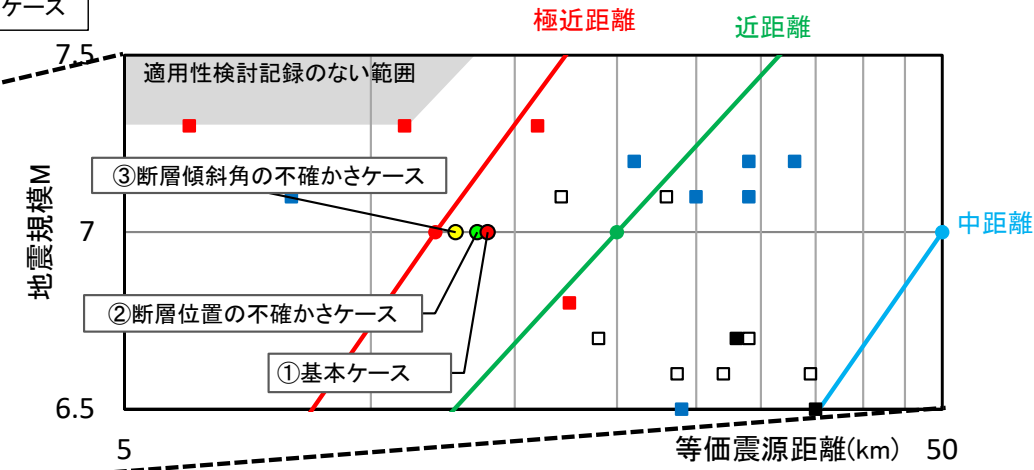 ケース
極近距離
近距離
7.5
適用性検討記録のない範囲
③断層傾斜角の不確かさケース
地震規模M
7
中距離
②断層位置の不確かさケース
①基本ケース
6.5
5
等価震源距離(km)
50